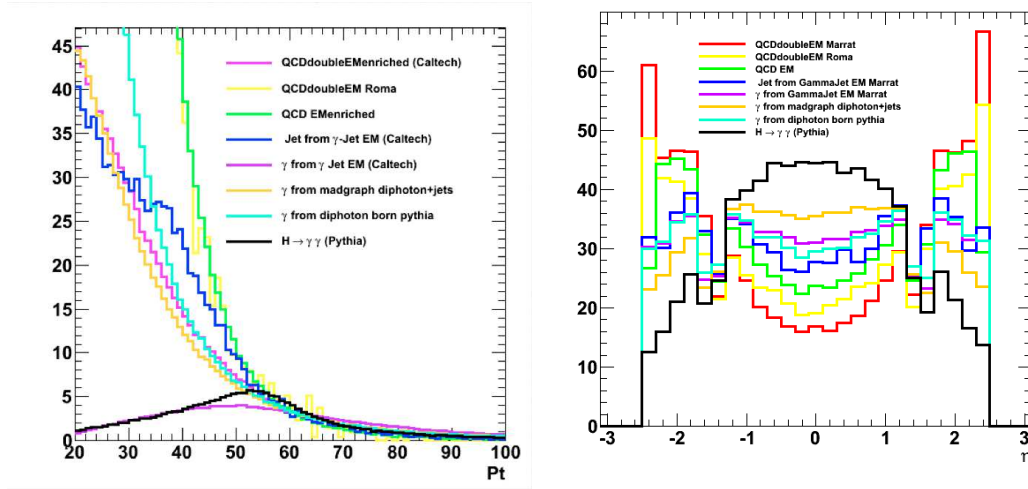 45
40
35
30
25
20
15
10
5
0
20 30 40 50 60 70 80 90 100
Pt
QCDdoubleEMenriched (Caltech)
QCDdoubleEM Roma
QCD EMenriched
Jet from γ-Jet EM (Caltech)
γ from γ Jet EM (Caltech)
γ from madgraph diphoton+jets
γ from diphoton born pythia
H → γ γ (Pythia)
70
60
50
40
30
20
10
0
-3 -2 -1 0 1 2 3
QCDdoubleEM Marrat
QCDdoubleEM Roma
QCD EM
Jet from GammaJet EM Marrat
γ from GammaJet EM Marrat
γ from madgraph diphoton+jets
γ from diphoton born pythia
H → γ γ (Pythia)